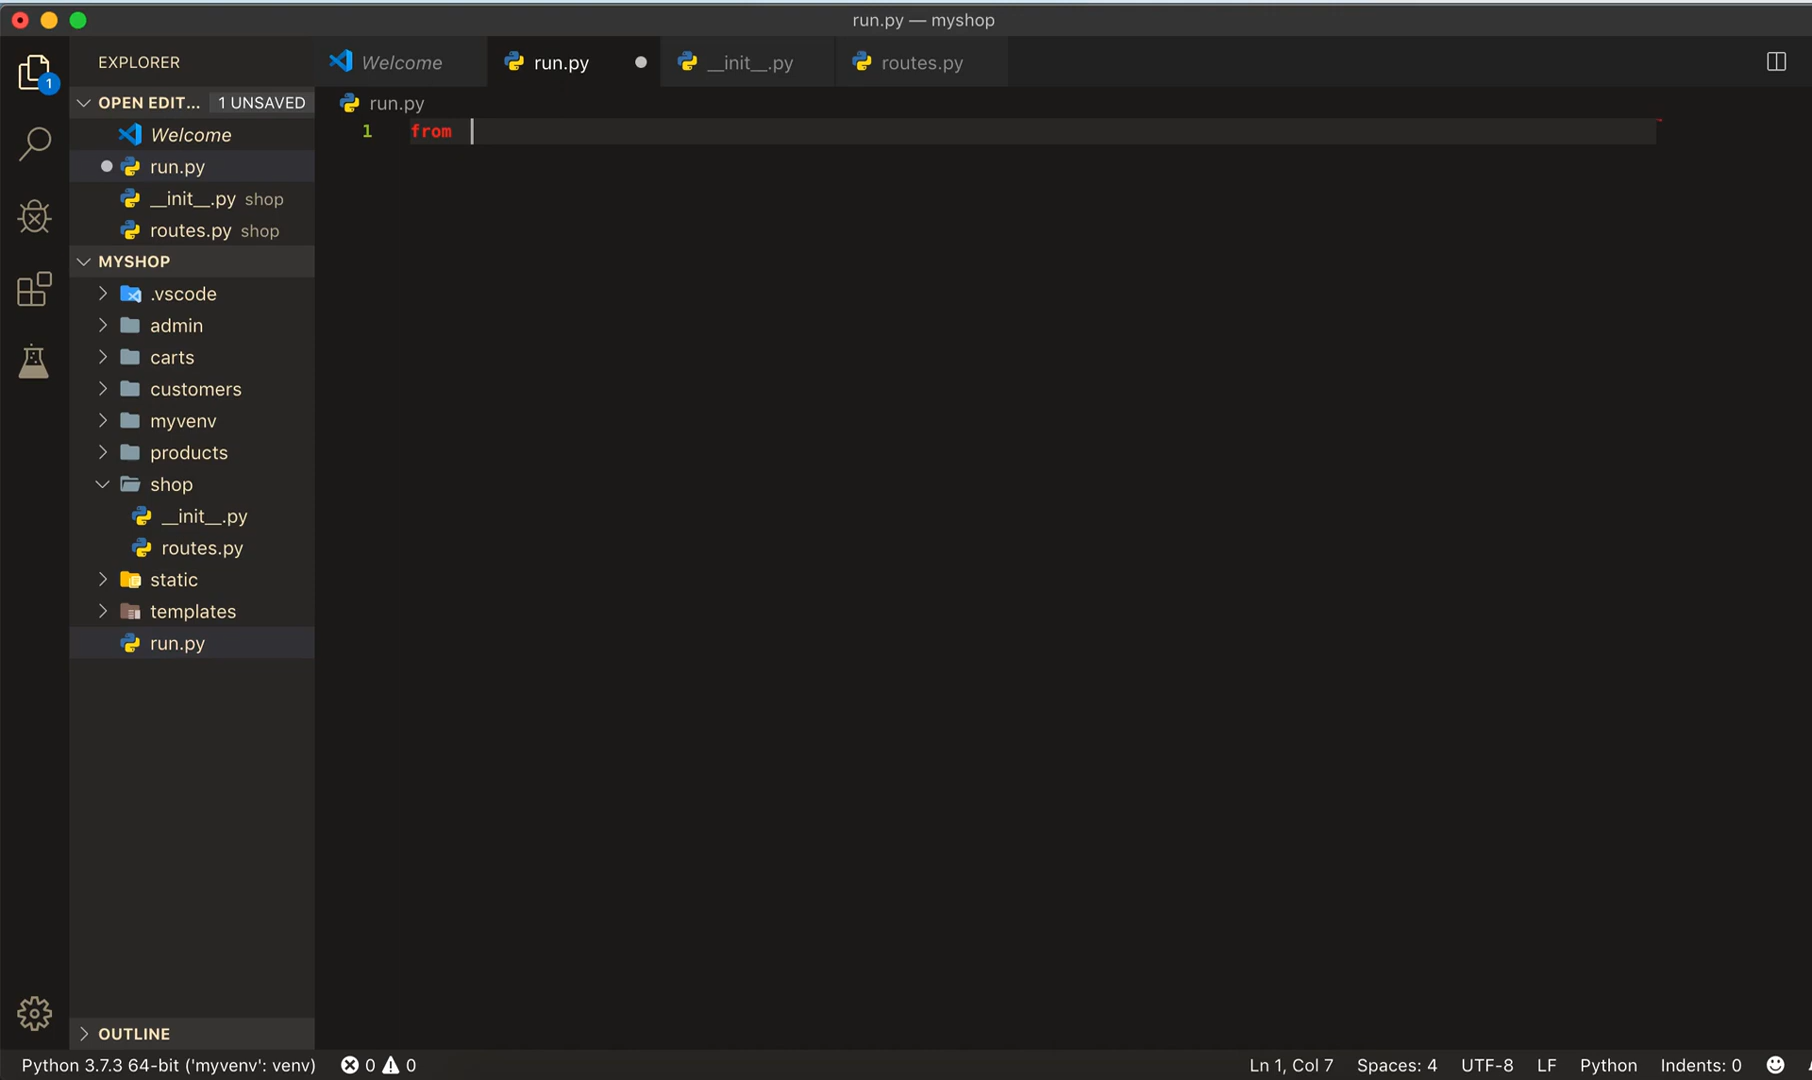 run.py — myshop
EXPLORER
Welcome
run.py
__init__.py
routes.py
1
OPEN EDIT... 1 UNSAVED
run.py
Welcome
1 from
run.py
__init__.py shop
routes.py shop
MYSHOP
.vscode
admin
carts
customers
myvenv
products
shop
__init__.py
routes.py
static
templates
run.py
OUTLINE
Python 3.7.3 64-bit ('myvenv': venv) 0 0 Ln 1, Col 7 Spaces: 4 UTF-8 LF Python Indents: 0